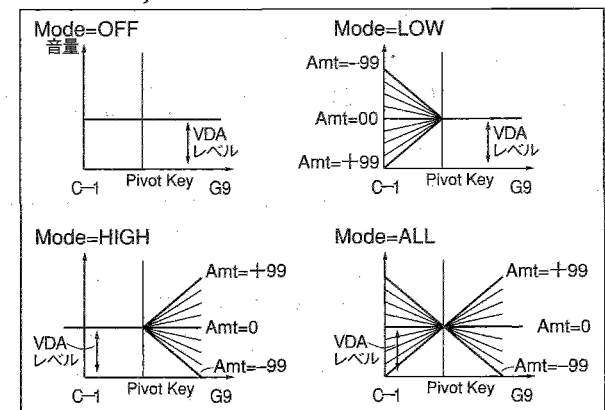 Mode=OFF
音量
VDA
レベル
C-1
Pivot Key
G9
Mode=LOW
Amt=-99
Amt=00
Amt=+99
VDA
レベル
C-1
Pivot Key
G9
Mode=HIGH
Amt=+99
Amt=0
Amt=-99
VDA
レベル
C-1
Pivot Key
G9
Mode=ALL
Amt=+99
Amt=0
Amt=-99
VDA
レベル
C-1
Pivot Key
G9